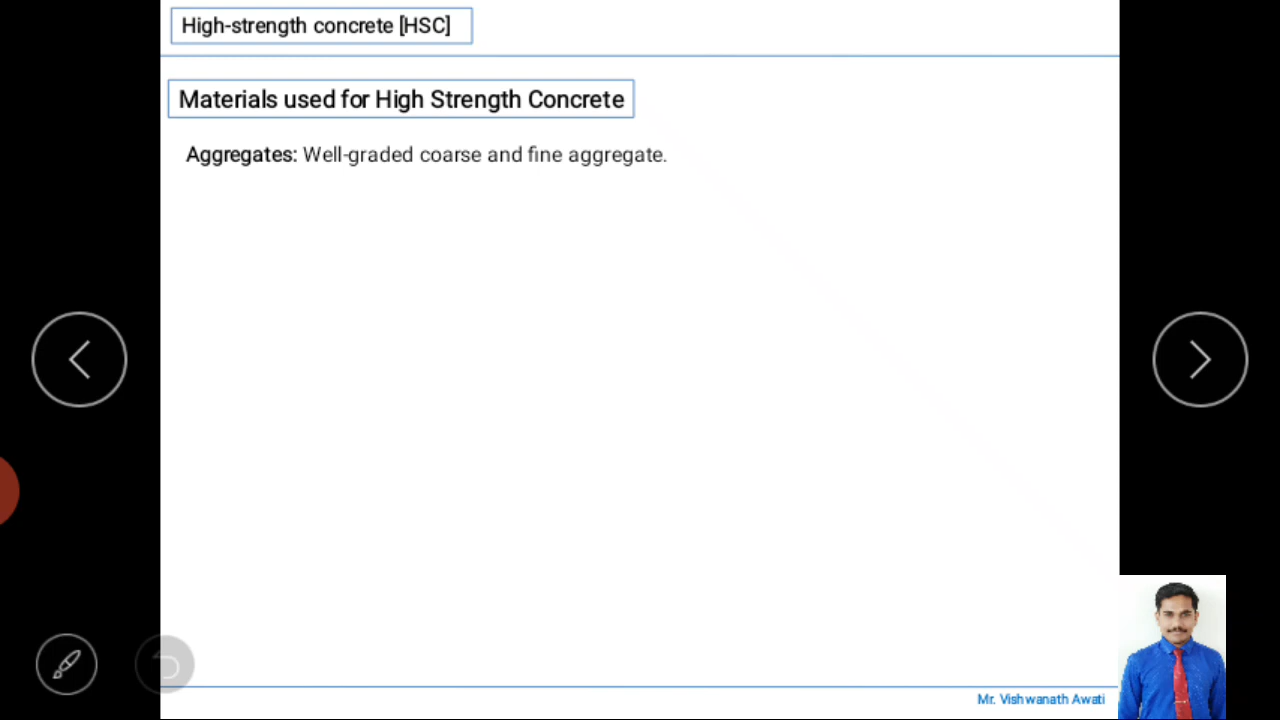 High-strength concrete [HSC]
Materials used for High Strength Concrete
Aggregates: Well-graded coarse and fine aggregate.
Mr. Vishwanath Awati